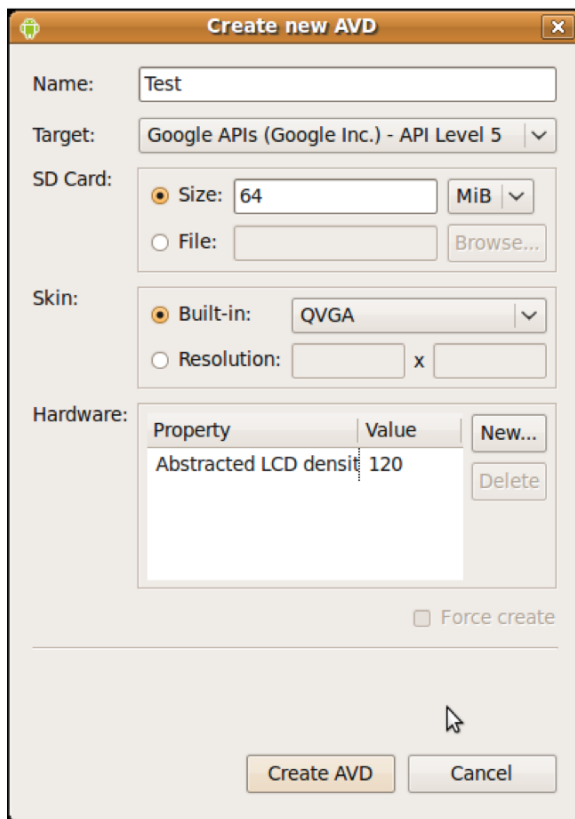 Create new AVD
Name: Test
Target: Google APIs (Google Inc.) - API Level 5
SD Card:
Size: 64 MiB
File: Browse...
Skin:
Built-in: QVGA
Resolution: x
Hardware:
Property Value New...
Abstracted LCD densit 120
Delete
Force create
Create AVD Cancel